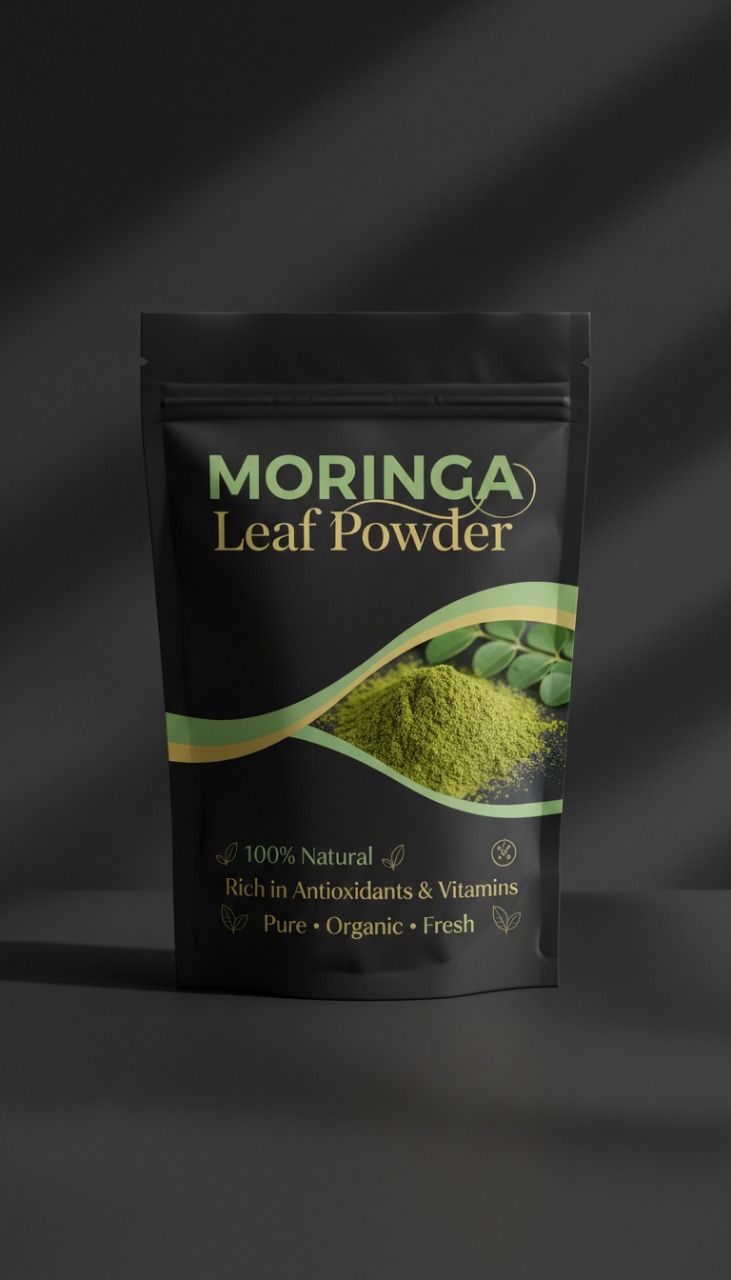 MORINGA
Leaf Powder
100% Natural
Rich in Antioxidants & Vitamins
Pure • Organic • Fresh